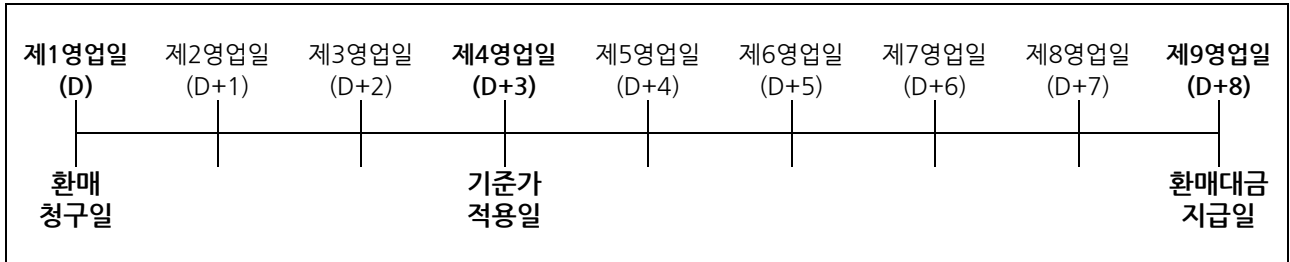 제1영업일 제2영업일 제3영업일 제4영업일 제5영업일 제6영업일 제7영업일 제8영업일 제9영업일
(D) (D+1) (D+2) (D+3) (D+4) (D+5) (D+6) (D+7) (D+8)
환매 기준가 환매대금
청구일 적용일 지급일